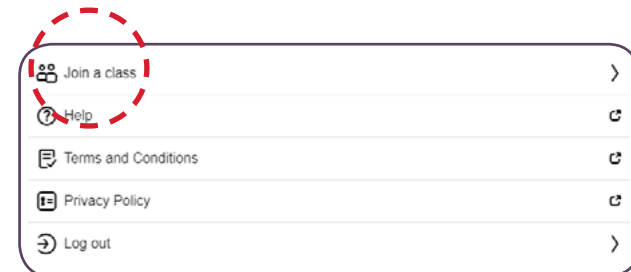 Join a class
Help
Terms and Conditions
Privacy Policy
Log out